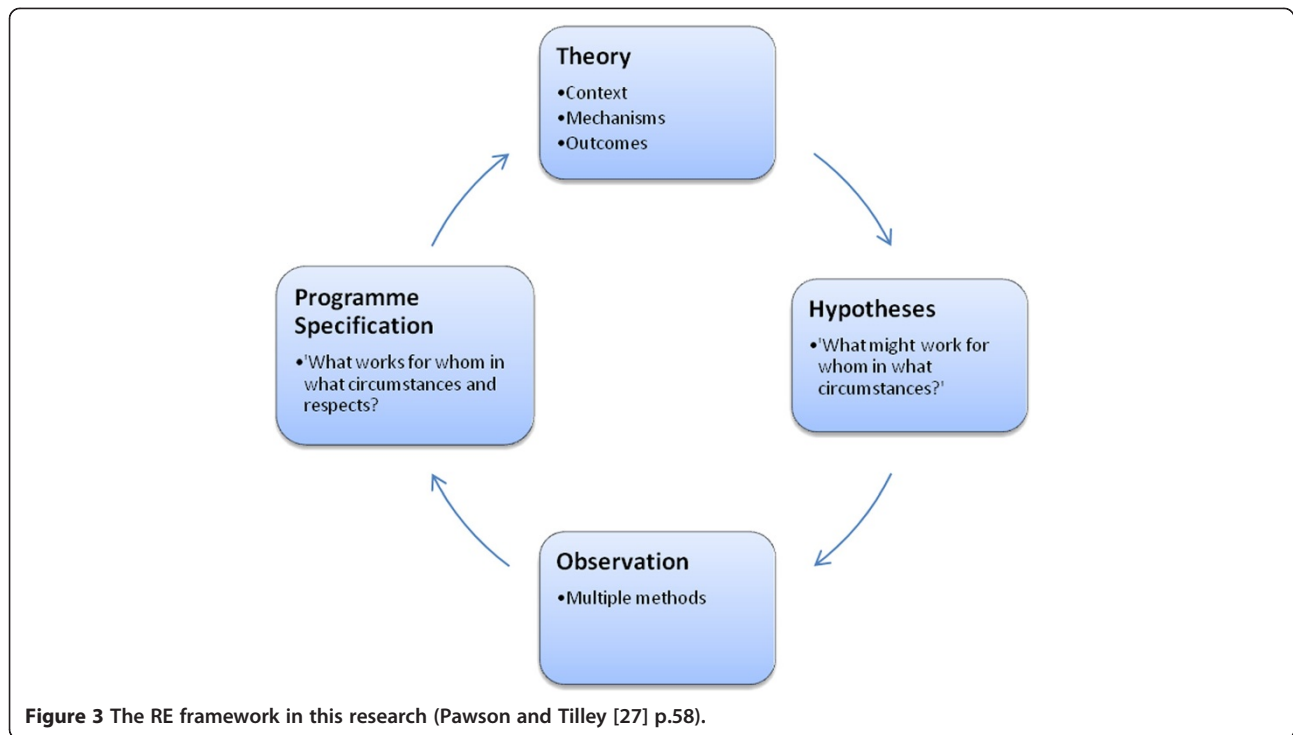 Theory
•Context
•Mechanisms
•Outcomes
Hypotheses
•'What might work for
whom in what
circumstances?'
Observation
•Multiple methods
Programme
Specification
•'What works for whom in
what circumstances and
respects?
Figure 3 The RE framework in this research (Pawson and Tilley [27] p.58).